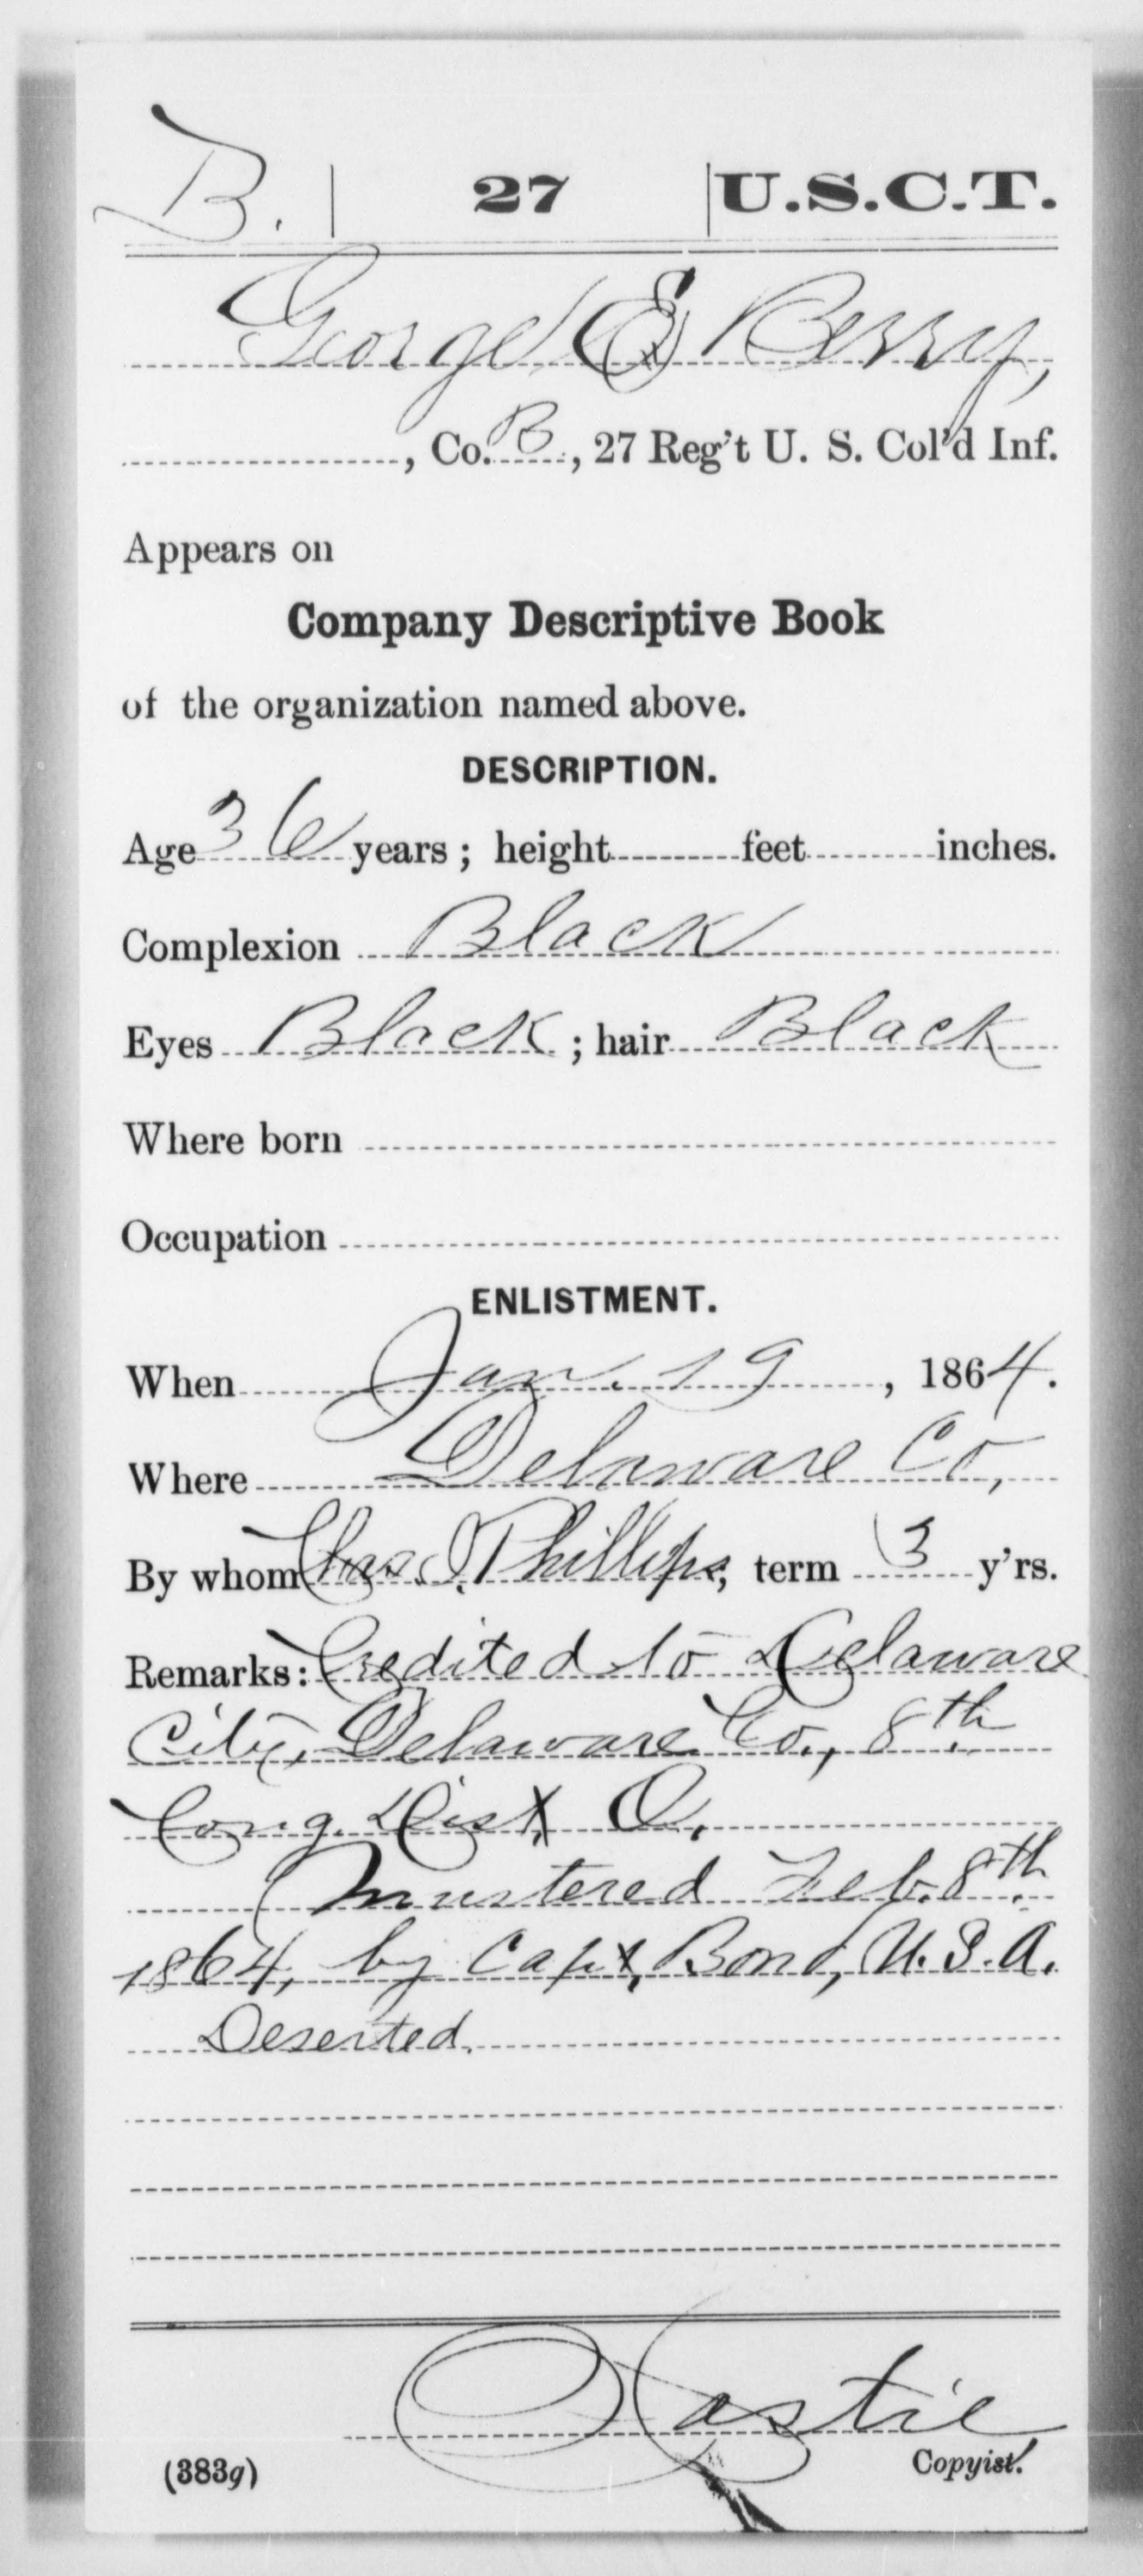 B. | 27 | U.S.C.T.
George E Berry,
, Co. B., 27 Reg't U. S. Col'd Inf.
Appears on
Company Descriptive Book
of the organization named above.
DESCRIPTION.
Age 36 years; height feet inches.
Complexion Black
Eyes Black; hair Black
Where born
Occupation
ENLISTMENT.
When Jan. 19, 1864.
Where Delaware Co,
By whom Chas. Phillips, term 3 y'rs.
Remarks: Credited to Delaware
City, Delaware Co., 8th
Cong. Dist, O.
Mustered Feb. 8th
1864, by Capt, Bond, U.S.A.
Deserted.
Hastie
(383g) Copyist.